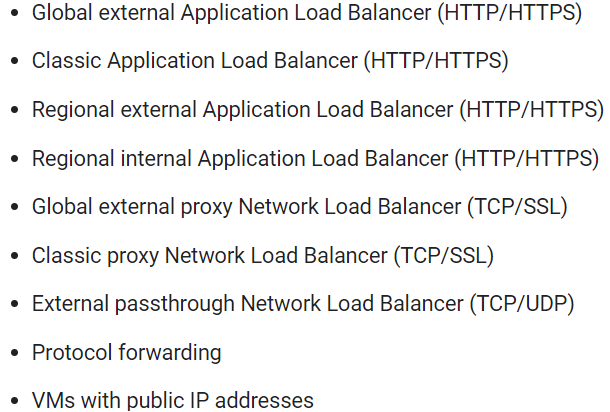 • Global external Application Load Balancer (HTTP/HTTPS)
• Classic Application Load Balancer (HTTP/HTTPS)
• Regional external Application Load Balancer (HTTP/HTTPS)
• Regional internal Application Load Balancer (HTTP/HTTPS)
• Global external proxy Network Load Balancer (TCP/SSL)
• Classic proxy Network Load Balancer (TCP/SSL)
• External passthrough Network Load Balancer (TCP/UDP)
• Protocol forwarding
• VMs with public IP addresses